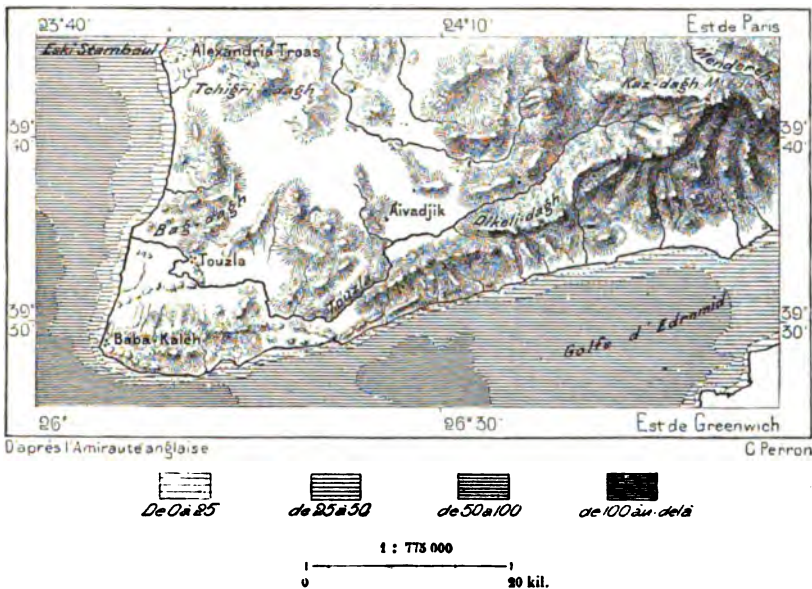 23°40' 24°10' Est de Paris
Eski-Stamboul Alexandria-Troas Mendereh
Tchigri-dagh Kaz-dagh
39° 40' 39° 40'
Aivadjik
Bag-dagh Dikeli-dagh
Touzla
Touzla
39° 30' 39° 30'
Baba-Kaleh
Golfe d'Edremid
26° 26°30' Est de Greenwich
D'après l'Amirauté anglaise C. Perron
De 0 à 25 de 25 à 50 de 50 à 100 de 100 au-delà
1 : 775 000
0 20 kil.